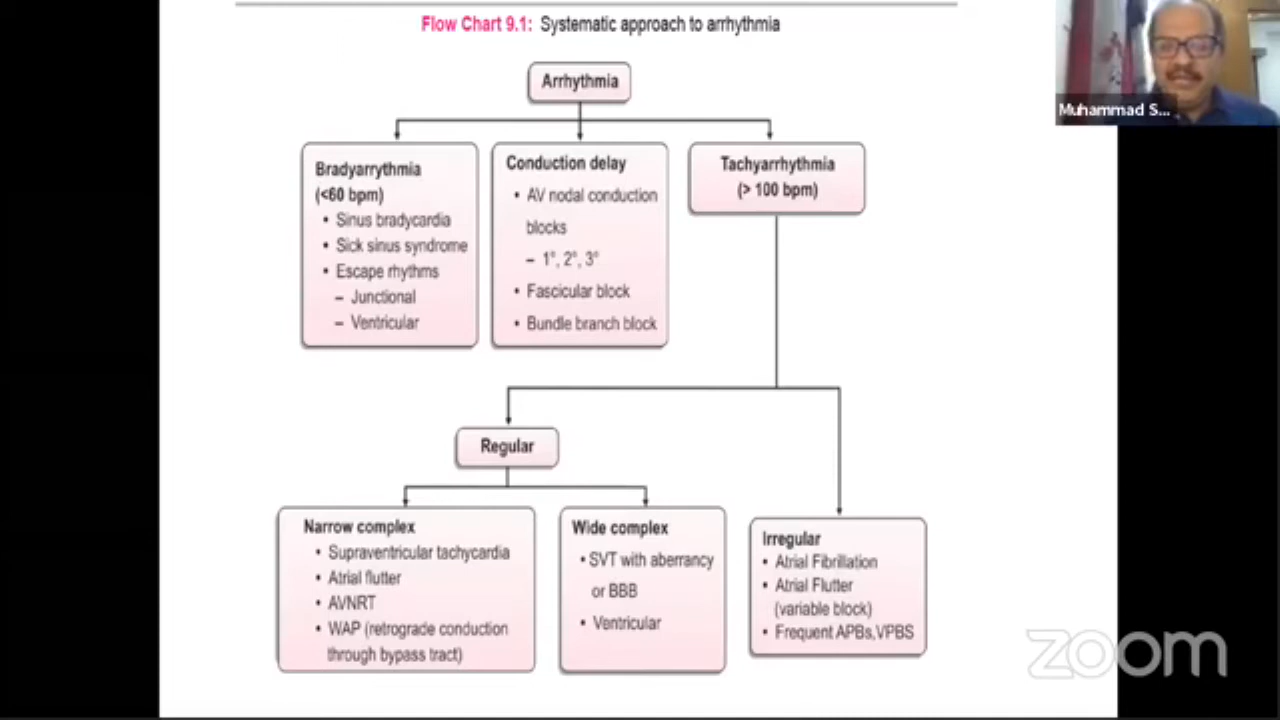 Flow Chart 9.1: Systematic approach to arrhythmia
Muhammad S...
Arrhythmia
Bradyarrythmia
(<60 bpm)
• Sinus bradycardia
• Sick sinus syndrome
• Escape rhythms
– Junctional
– Ventricular
Conduction delay
• AV nodal conduction
blocks
– 1°, 2°, 3°
• Fascicular block
• Bundle branch block
Tachyarrhythmia
(> 100 bpm)
Regular
Narrow complex
• Supraventricular tachycardia
• Atrial flutter
• AVNRT
• WAP (retrograde conduction
through bypass tract)
Wide complex
• SVT with aberrancy
or BBB
• Ventricular
Irregular
• Atrial Fibrillation
• Atrial Flutter
(variable block)
• Frequent APBs,VPBS
zoom